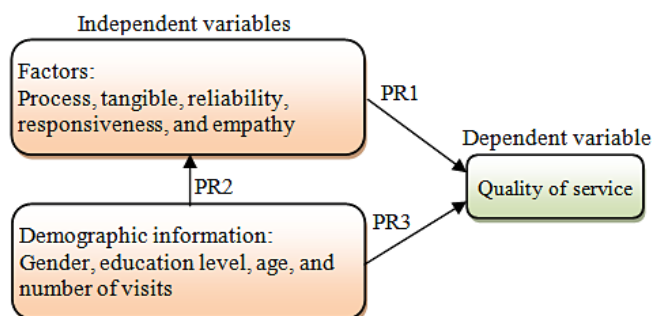 Independent variables
Factors:
Process, tangible, reliability,
responsiveness, and empathy
PR1
Dependent variable
Quality of service
PR2
PR3
Demographic information:
Gender, education level, age, and
number of visits